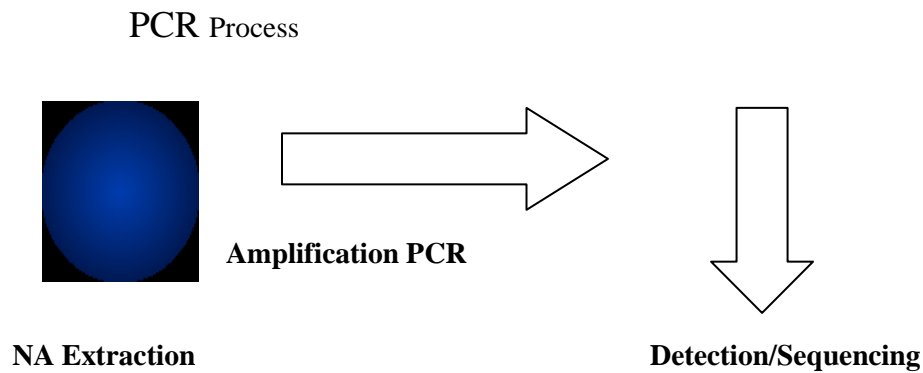 PCR Process
Amplification PCR
NA Extraction
Detection/Sequencing